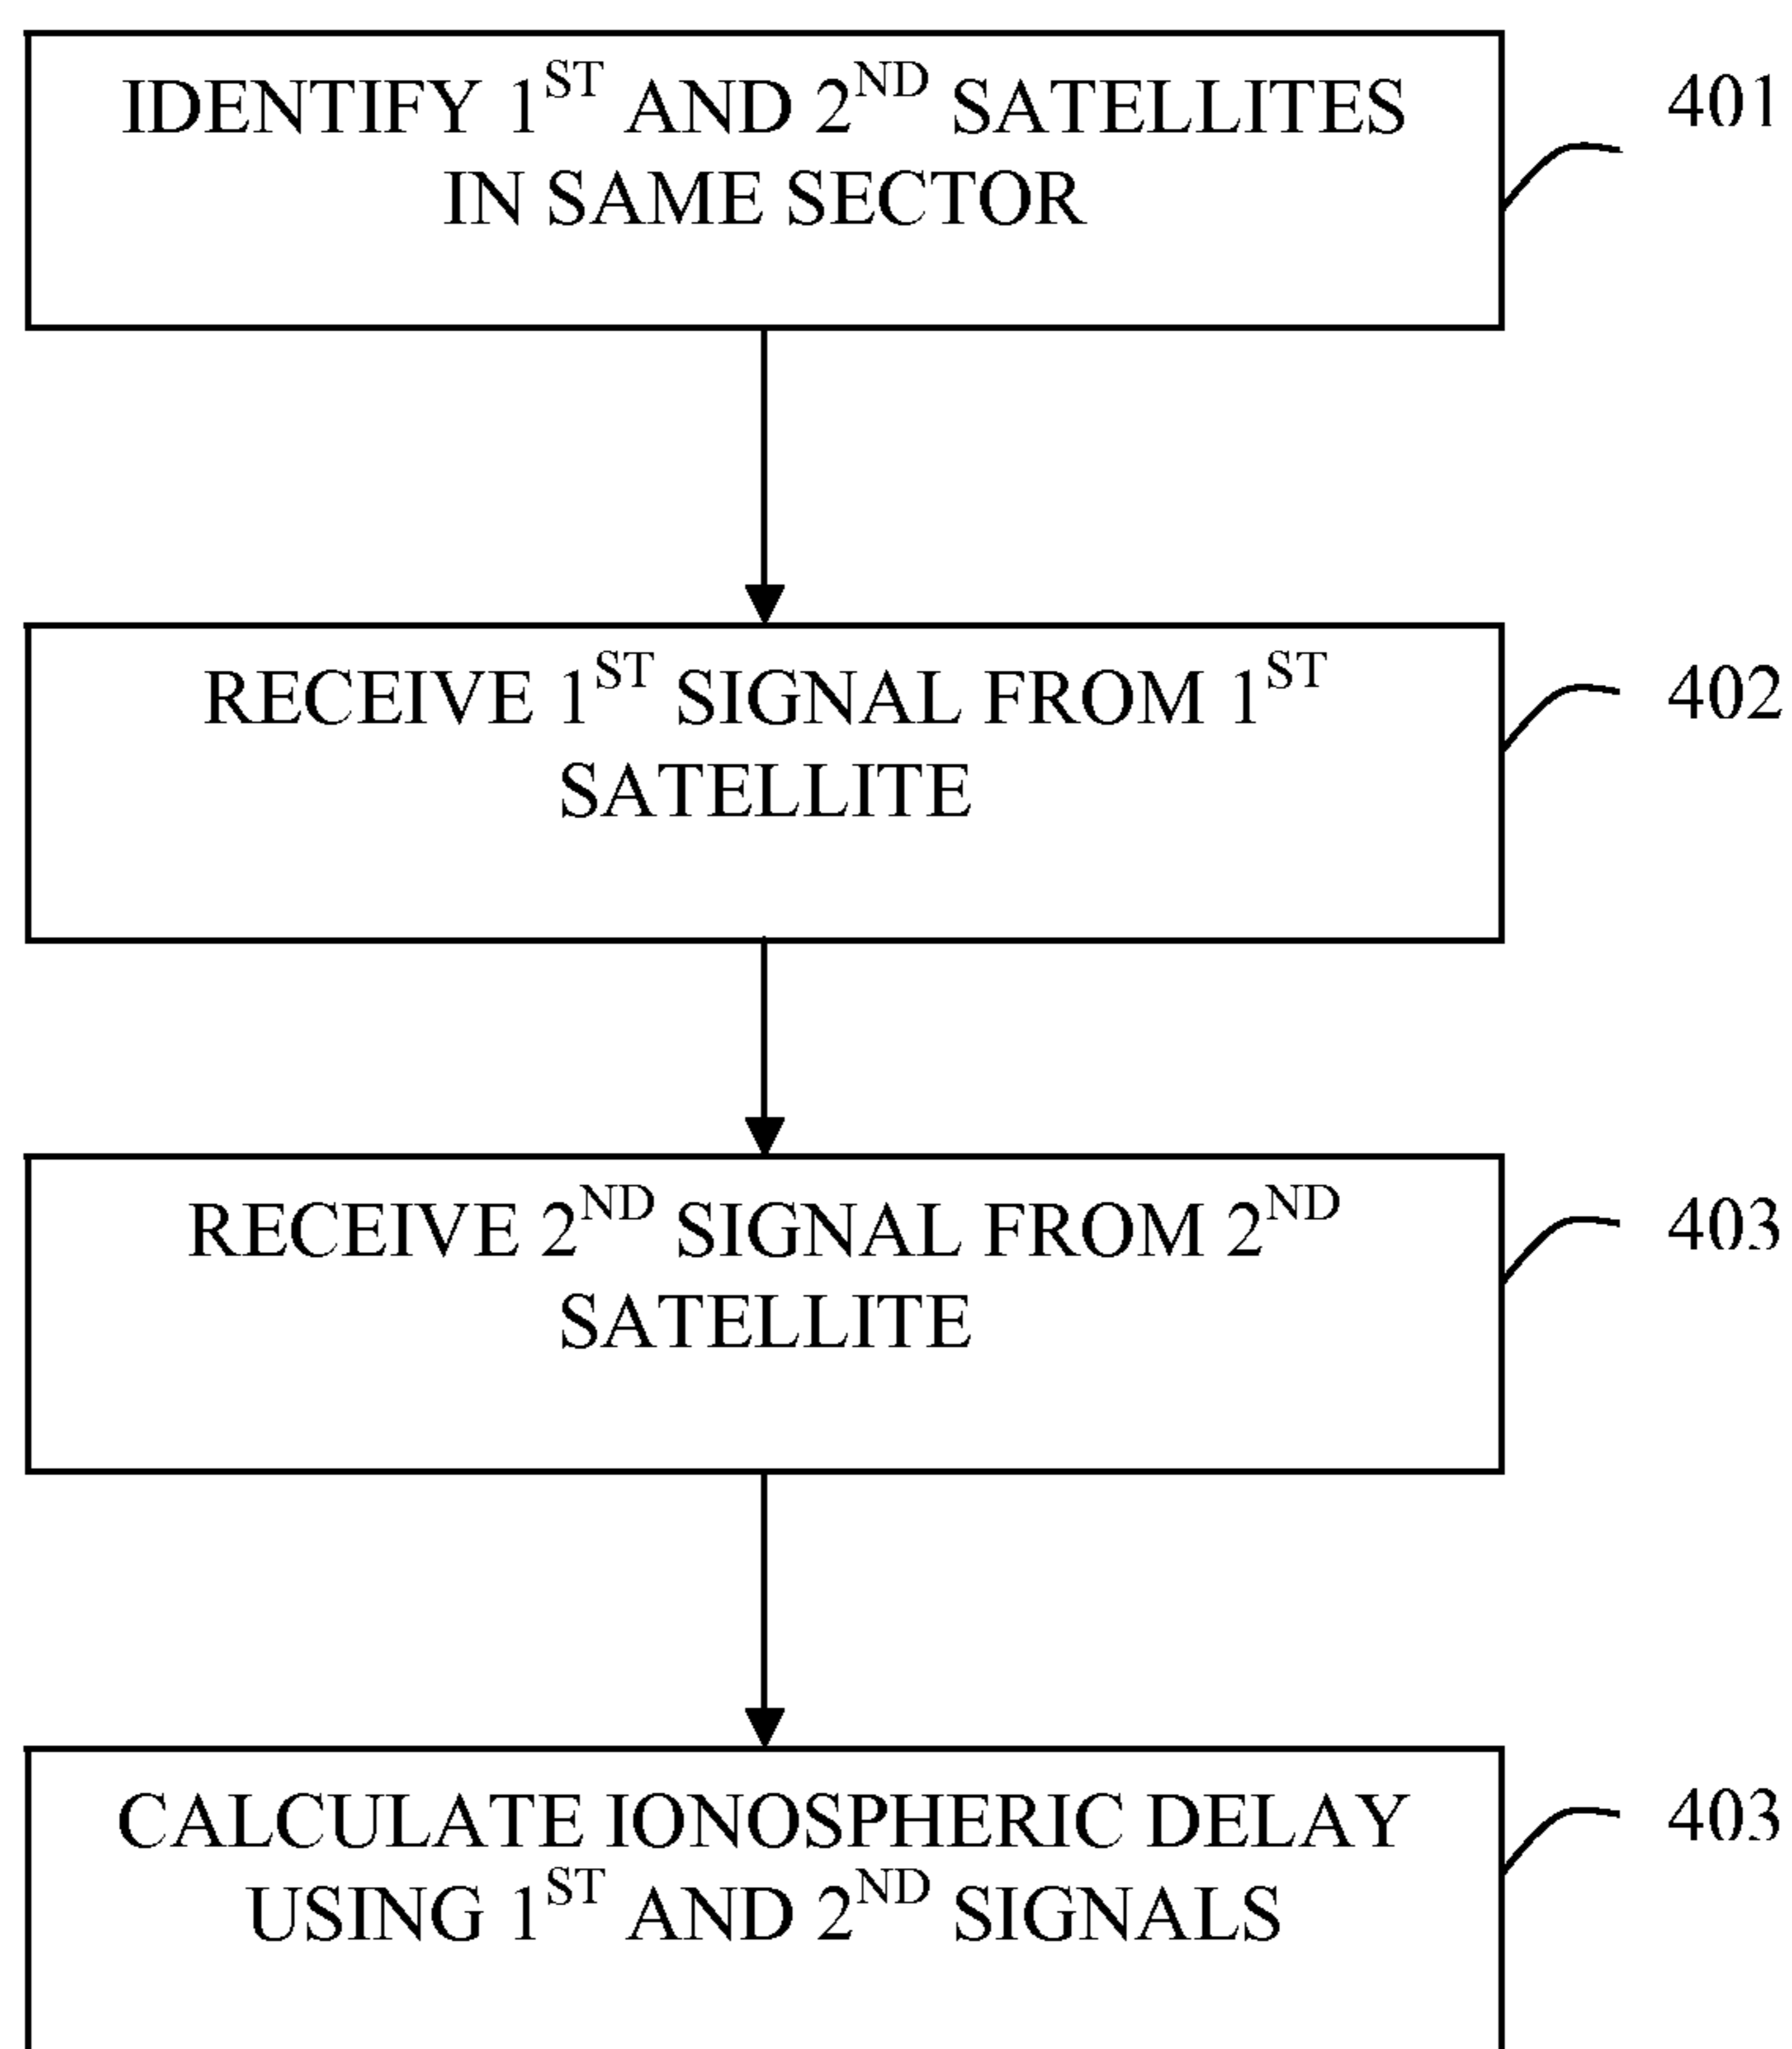 IDENTIFY 1ST AND 2ND SATELLITES
IN SAME SECTOR
401
RECEIVE 1ST SIGNAL FROM 1ST
SATELLITE
402
RECEIVE 2ND SIGNAL FROM 2ND
SATELLITE
403
CALCULATE IONOSPHERIC DELAY
USING 1ST AND 2ND SIGNALS
403